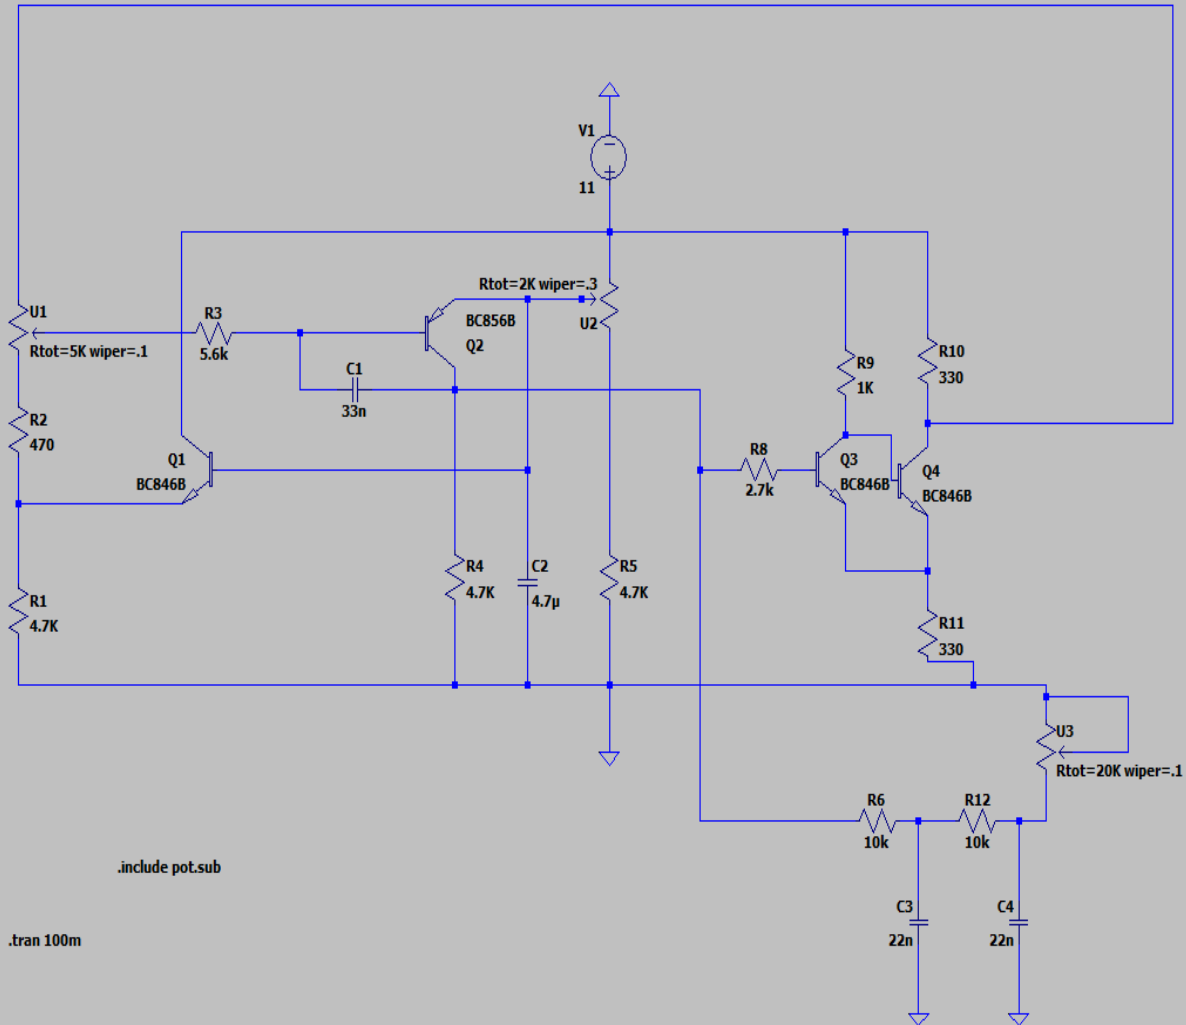 V1
11
Rtot=2K wiper=.3
U2
U1
Rtot=5K wiper=.1
R3
5.6k
BC856B
Q2
C1
33n
R9
1K
R10
330
R2
470
Q1
BC846B
R8
2.7k
Q3
BC846B
Q4
BC846B
R4
4.7K
C2
4.7µ
R5
4.7K
R1
4.7K
R11
330
U3
Rtot=20K wiper=.1
R6
10k
R12
10k
.include pot.sub
C3
22n
C4
22n
.tran 100m